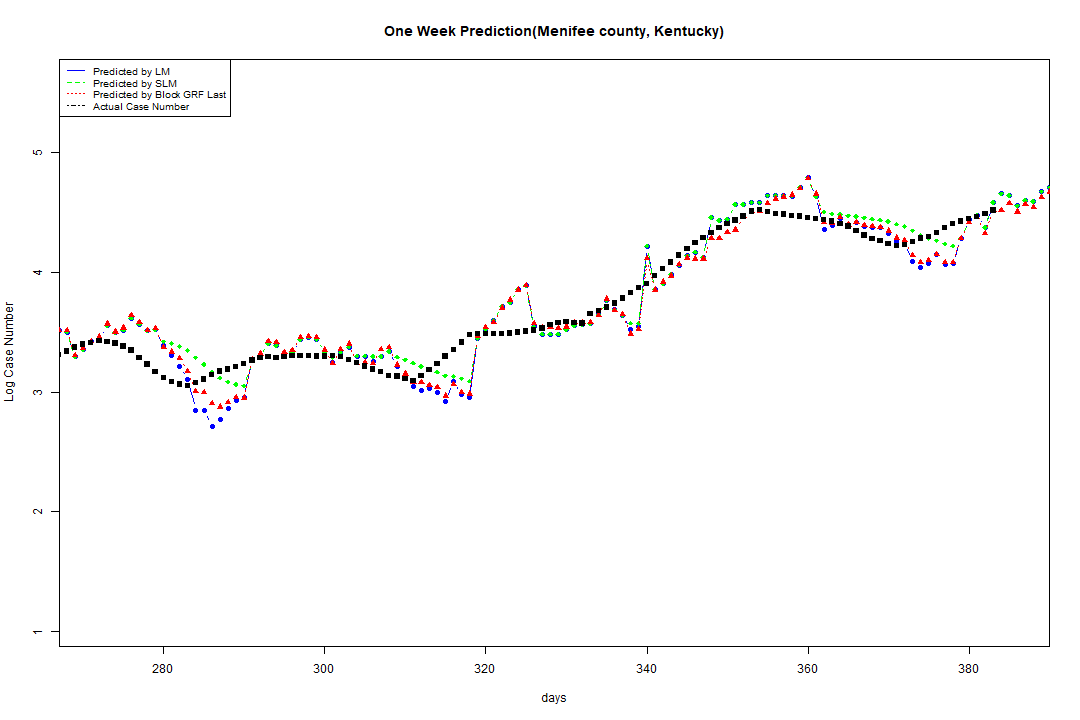 One Week Prediction(Menifee county, Kentucky)
Predicted by LM
Predicted by SLM
Predicted by Block GRF Last
Actual Case Number
Log Case Number
5
4
3
2
1
280
300
320
340
360
380
days